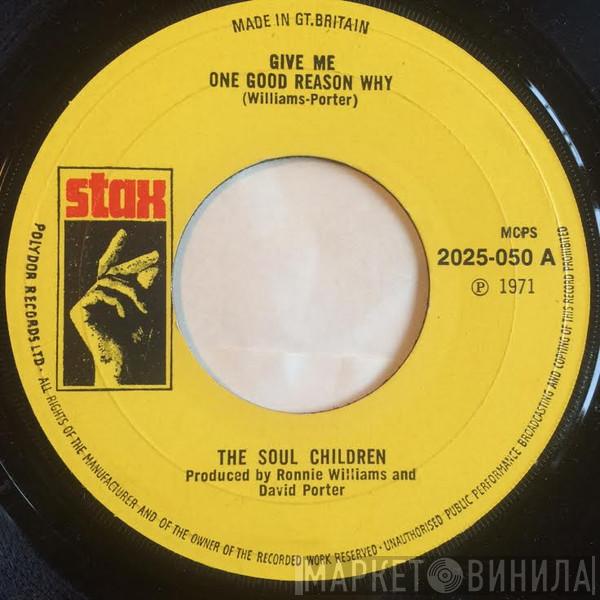 MADE IN GT.BRITAIN
GIVE ME
ONE GOOD REASON WHY
(Williams-Porter)
stax
MCPS
2025-050 A
Ⓟ 1971
THE SOUL CHILDREN
Produced by Ronnie Williams and
David Porter
POLYDOR RECORDS LTD · ALL RIGHTS OF THE MANUFACTURER AND OF THE OWNER OF THE RECORDED WORK RESERVED · UNAUTHORISED PUBLIC PERFORMANCE BROADCASTING AND COPYING OF THIS RECORD PROHIBITED
МАРКЕТ ВИНИЛА